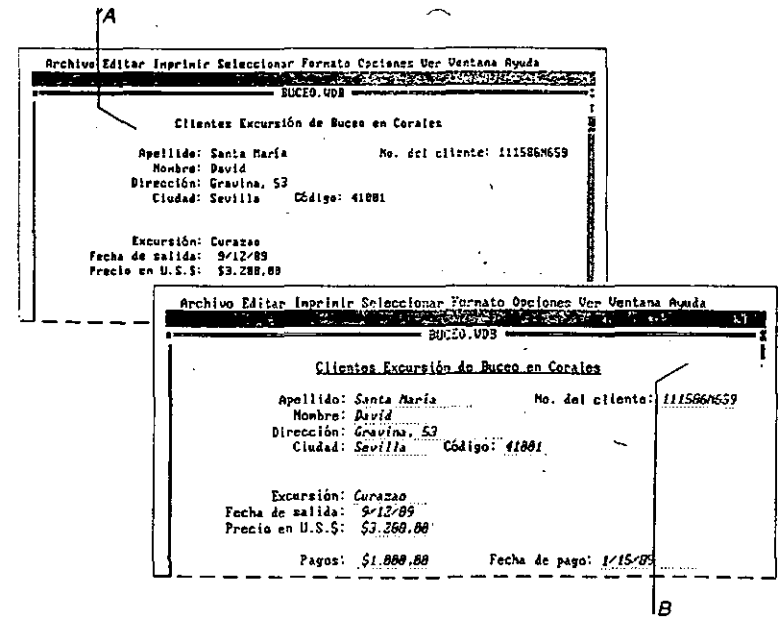 A
Archivo Editar Imprimir Seleccionar Formato Opciones Ver Ventana Ayuda
BUCEO.WDB
Clientes Excursión de Buceo en Corales
Apellido: Santa María No. del cliente: 111586M659
Nombre: David
Dirección: Gravina, 53
Ciudad: Sevilla Código: 41001
Excursión: Curazao
Fecha de salida: 9/12/89
Precio en U.S.$: $3.200,00
Archivo Editar Imprimir Seleccionar Formato Opciones Ver Ventana Ayuda
BUCEO.WDB
Clientes Excursión de Buceo en Corales
Apellido: Santa María No. del cliente: 111586M659
Nombre: David
Dirección: Gravina, 53
Ciudad: Sevilla Código: 41001
Excursión: Curazao
Fecha de salida: 9/12/89
Precio en U.S.$: $3.200,00
Pagos: $1.000,00 Fecha de pago: 1/15/89
B